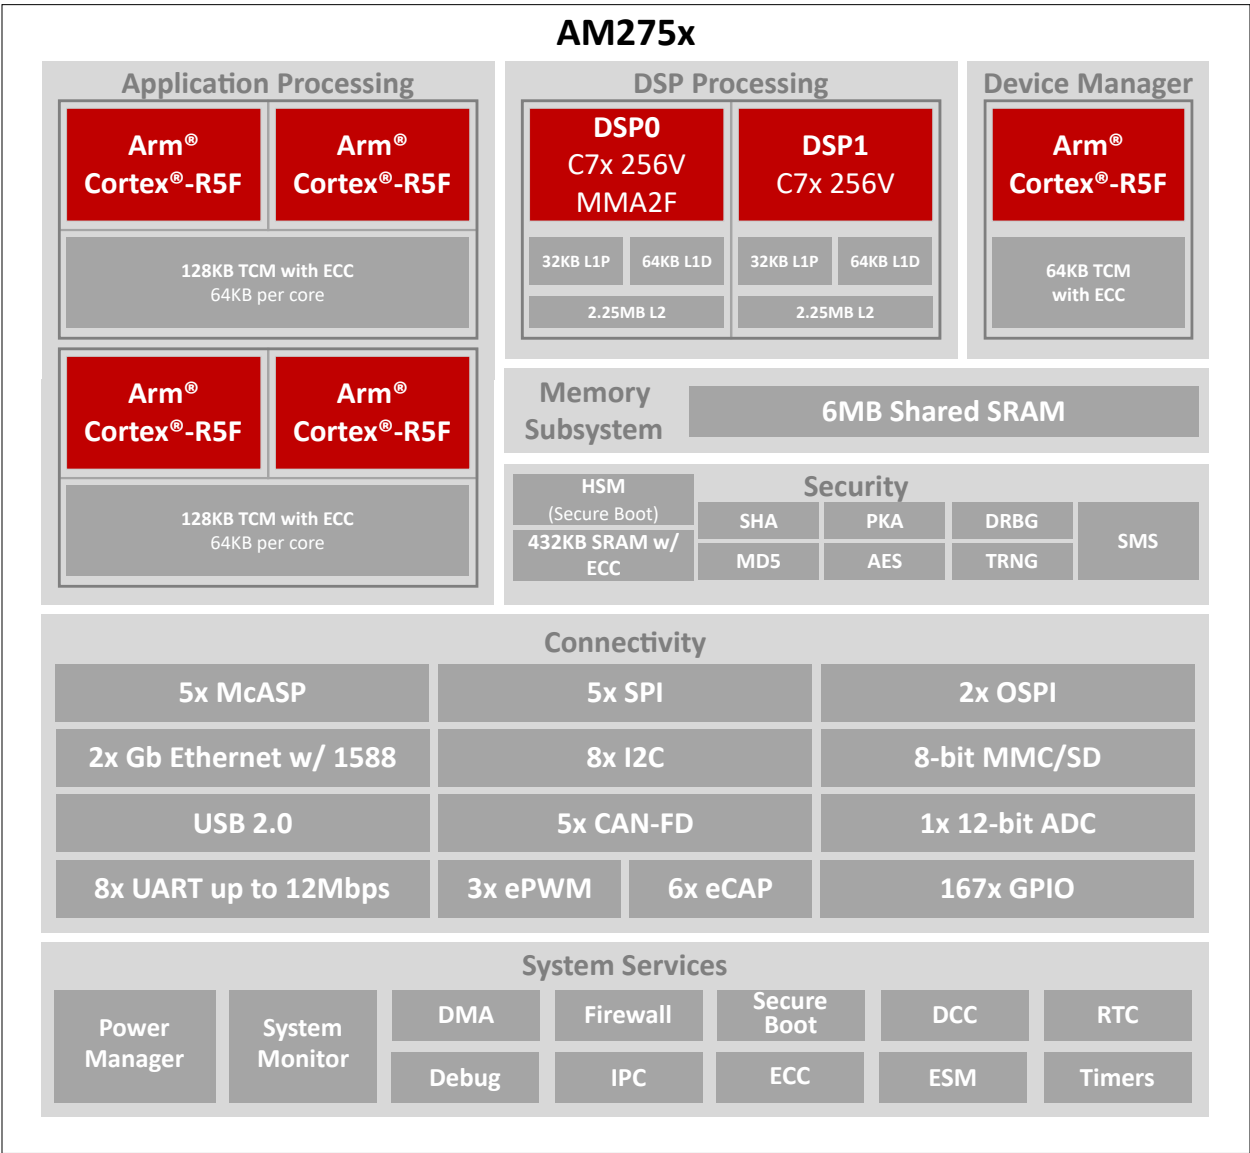 AM275x
Application Processing
Arm®
Cortex®-R5F
Arm®
Cortex®-R5F
128KB TCM with ECC
64KB per core
Arm®
Cortex®-R5F
Arm®
Cortex®-R5F
128KB TCM with ECC
64KB per core
DSP Processing
DSP0
C7x 256V
MMA2F
DSP1
C7x 256V
32KB L1P
64KB L1D
32KB L1P
64KB L1D
2.25MB L2
2.25MB L2
Device Manager
Arm®
Cortex®-R5F
64KB TCM
with ECC
Memory
Subsystem
6MB Shared SRAM
Security
HSM
(Secure Boot)
432KB SRAM w/
ECC
SHA
PKA
DRBG
SMS
MD5
AES
TRNG
Connectivity
5x McASP
5x SPI
2x OSPI
2x Gb Ethernet w/ 1588
8x I2C
8-bit MMC/SD
USB 2.0
5x CAN-FD
1x 12-bit ADC
8x UART up to 12Mbps
3x ePWM
6x eCAP
167x GPIO
System Services
Power
Manager
System
Monitor
DMA
Firewall
Secure
Boot
DCC
RTC
Debug
IPC
ECC
ESM
Timers